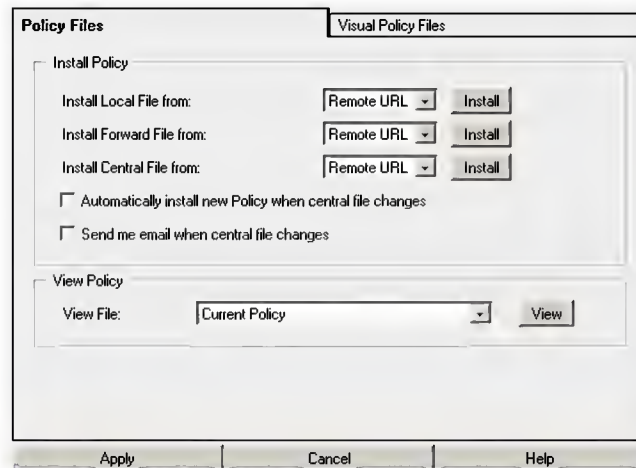 Policy Files
Visual Policy Files
Install Policy
Install Local File from: Remote URL Install
Install Forward File from: Remote URL Install
Install Central File from: Remote URL Install
Automatically install new Policy when central file changes
Send me email when central file changes
View Policy
View File: Current Policy View
Apply Cancel Help